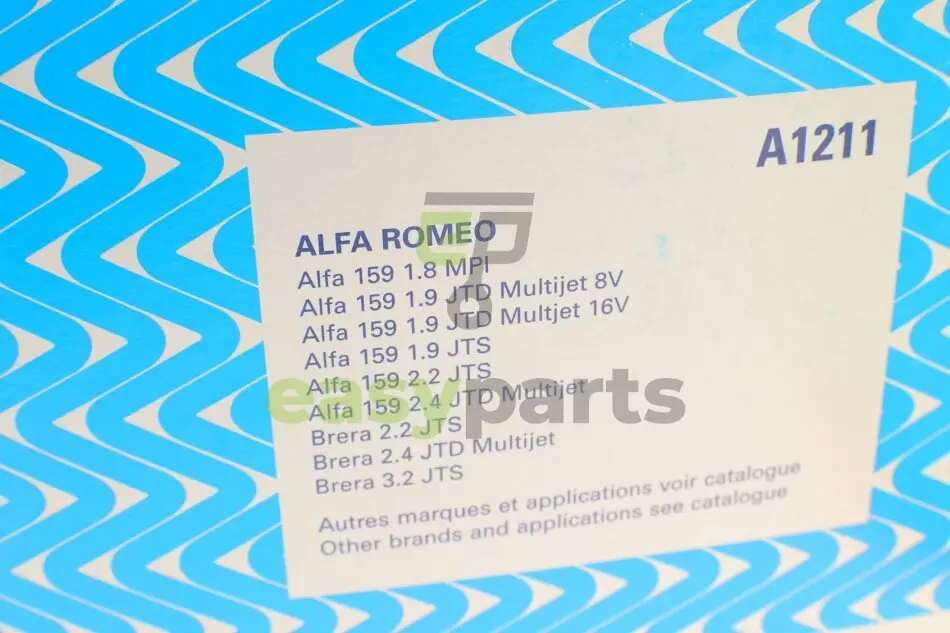 A1211
ALFA ROMEO
Alfa 159 1.8 MPI
Alfa 159 1.9 JTD Multijet 8V
Alfa 159 1.9 JTD Multijet 16V
Alfa 159 1.9 JTS
Alfa 159 2.2 JTS
Alfa 159 2.4 JTD Multijet
easyparts
Brera 2.2 JTS
Brera 2.4 JTD Multijet
Brera 3.2 JTS
Autres marques et applications voir catalogue
Other brands and applications see catalogue